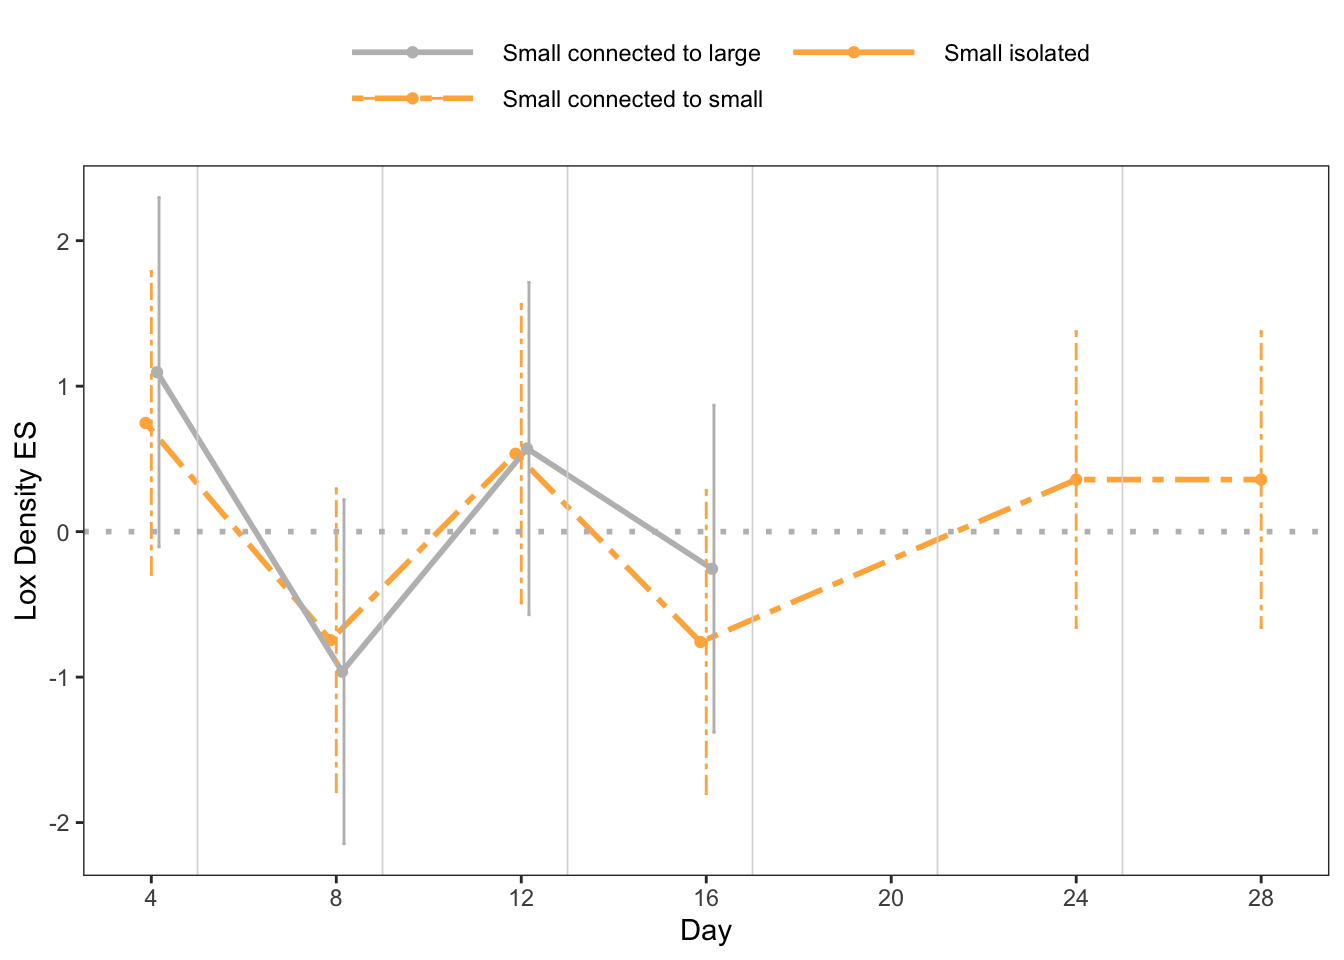 Small connected to large
Small isolated
Small connected to small
Lox Density ES
2
1
0
-1
-2
4 8 12 16 20 24 28
Day